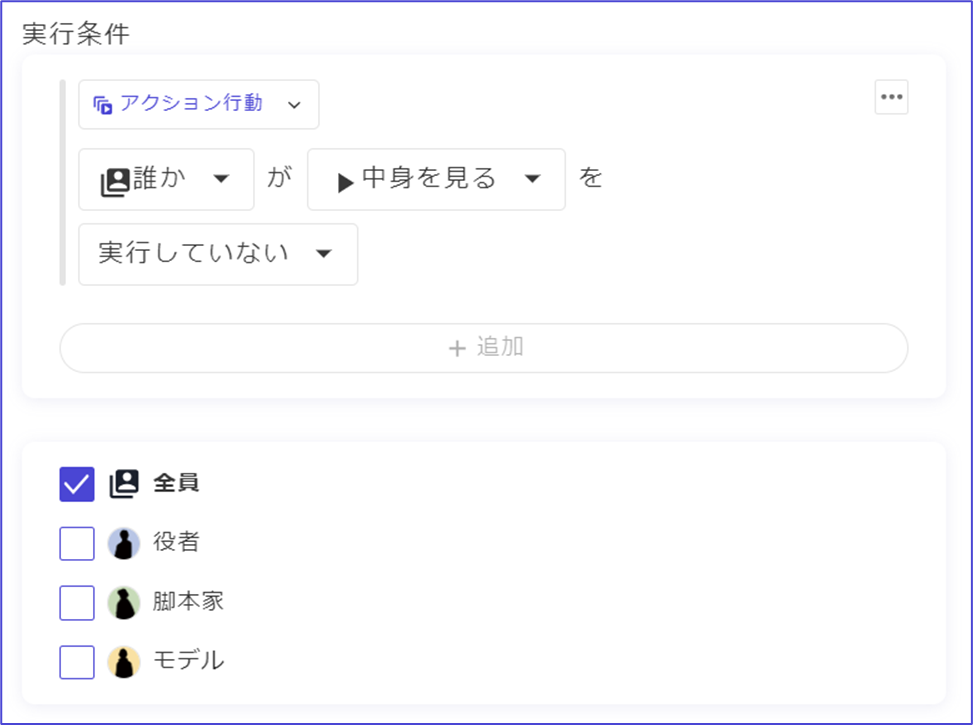 実行条件
アクション行動
誰か が 中身を見る を
実行していない
+ 追加
全員
役者
脚本家
モデル